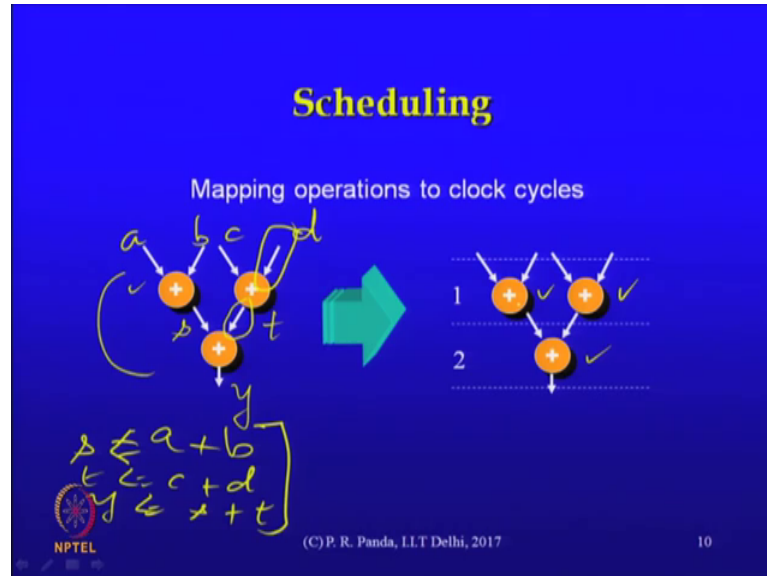 Scheduling
Mapping operations to clock cycles
a b c d
+ +
s t
+
y
1 + +
2 +
s <= a + b
t <= c + d
y <= s + t
NPTEL
(C) P. R. Panda, I.I.T Delhi, 2017
10